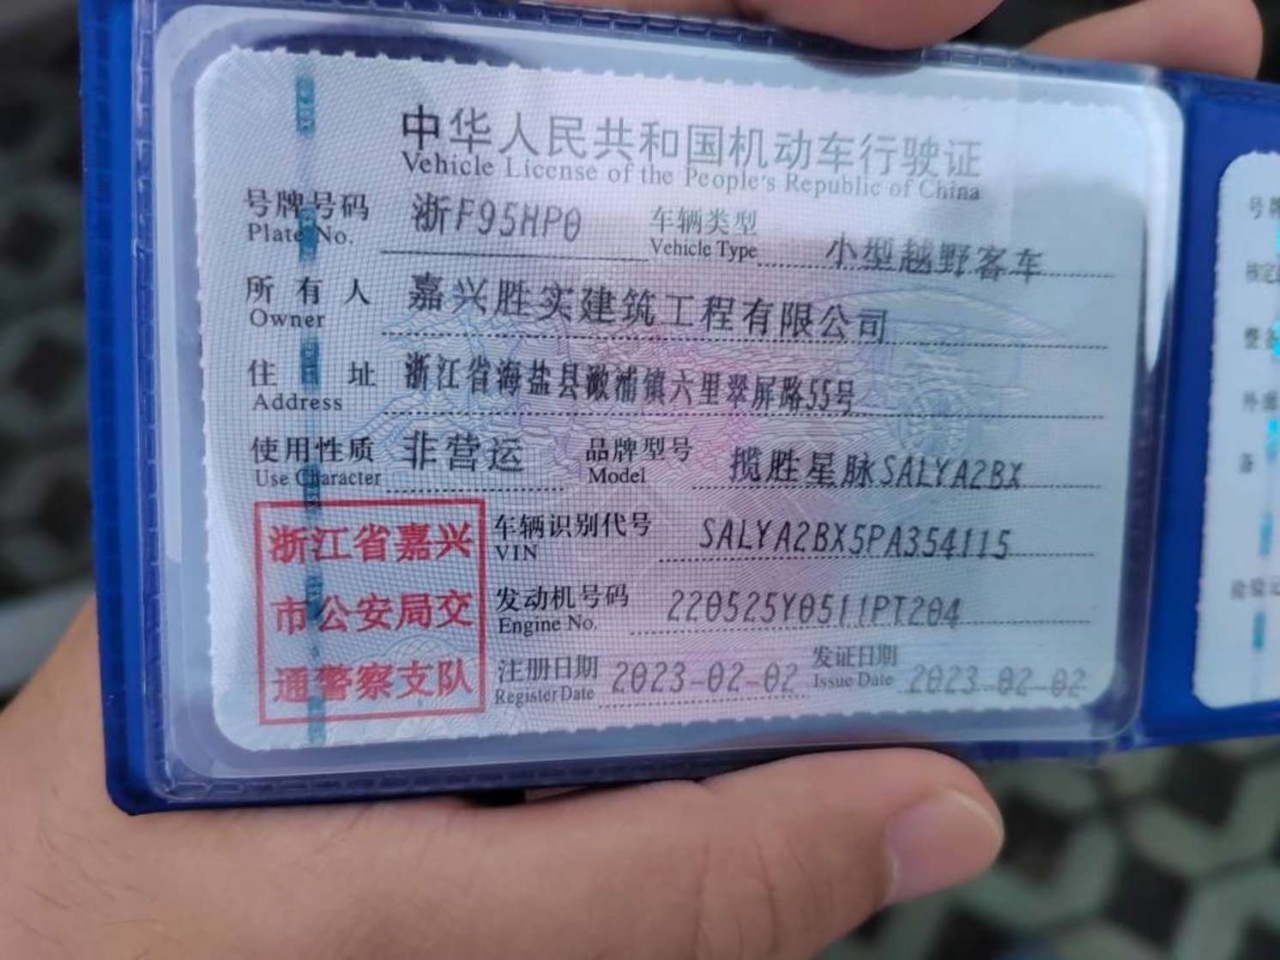 中华人民共和国机动车行驶证
Vehicle License of the People's Republic of China
号牌号码 浙F95HP0 车辆类型 小型越野客车
Plate No. Vehicle Type
所有人 嘉兴胜实建筑工程有限公司
Owner
住址 浙江省海盐县澉浦镇六里翠屏路55号
Address
使用性质 非营运 品牌型号 揽胜星脉SALYA2BX
Use Character Model
浙江省嘉兴
市公安局交
通警察支队
车辆识别代号 SALYA2BX5PA354115
VIN
发动机号码 220525Y0511PT204
Engine No.
注册日期 2023-02-02 发证日期 2023-02-02
Register Date Issue Date
号
备